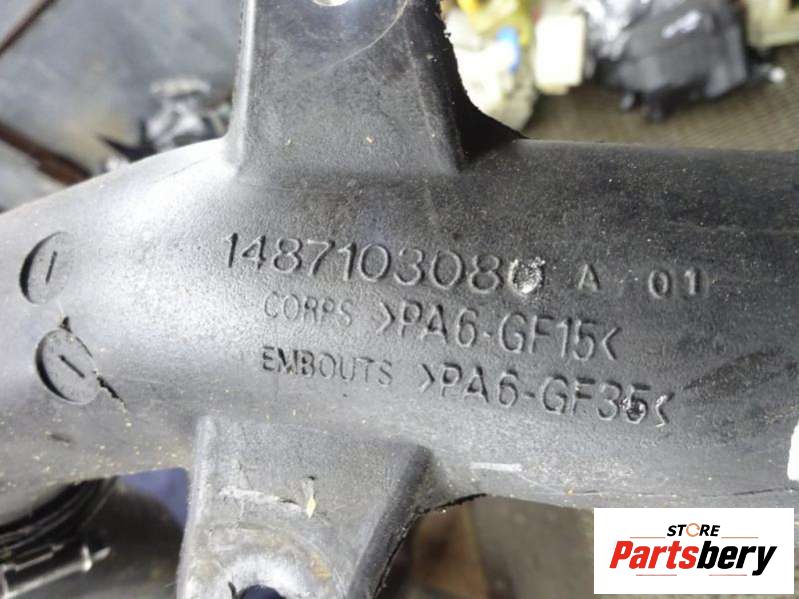 1487103080 A 01
CORPS >PA6-GF15<
EMBOUTS >PA6-GF35<
STORE
Partsbery